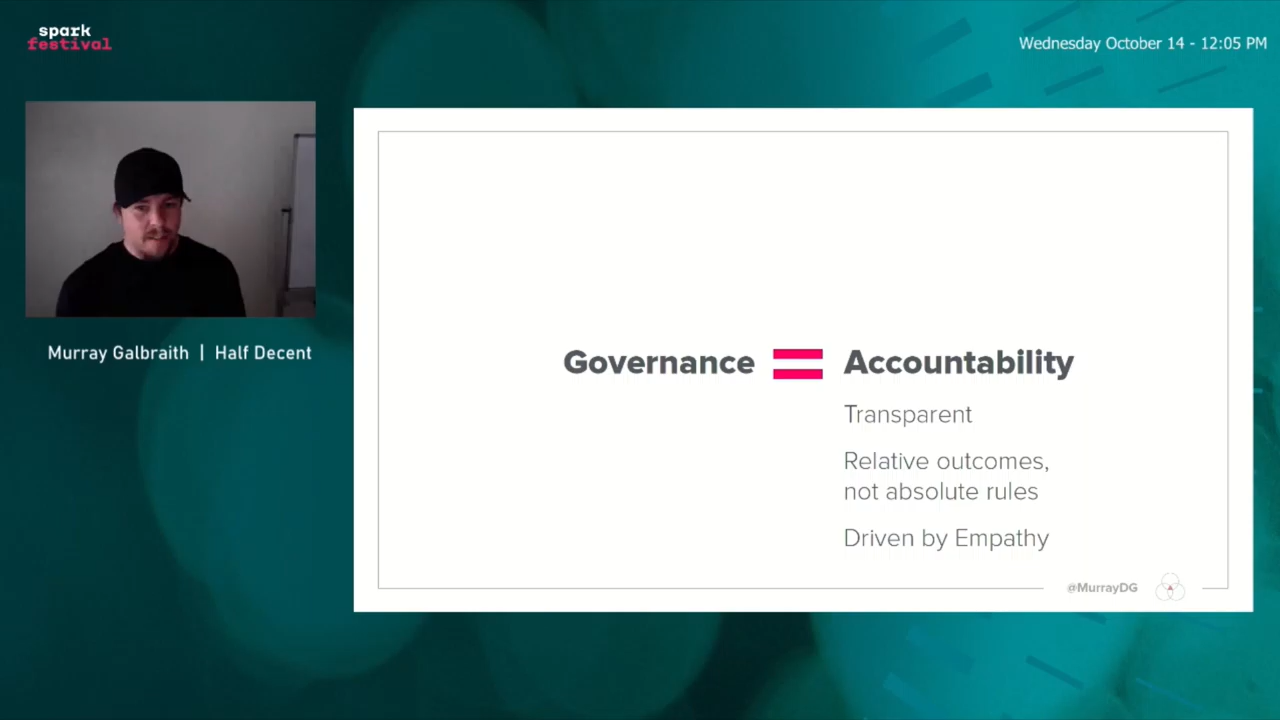 spark
festival
Wednesday October 14 - 12:05 PM
Murray Galbraith | Half Decent
Governance = Accountability
Transparent
Relative outcomes,
not absolute rules
Driven by Empathy
@MurrayDG